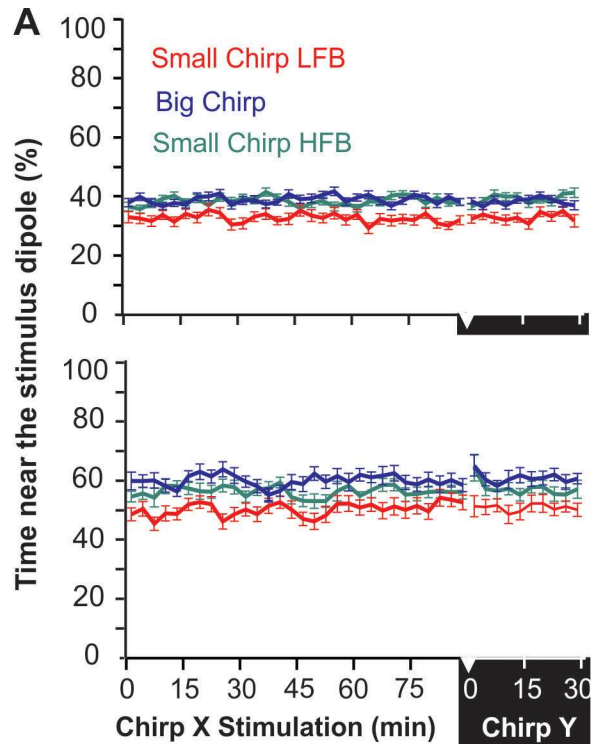 A
Time near the stimulus dipole (%)
100
80
60
40
20
0
Small Chirp LFB
Big Chirp
Small Chirp HFB
100
80
60
40
20
0
0 15 30 45 60 75 0 15 30
Chirp X Stimulation (min) Chirp Y